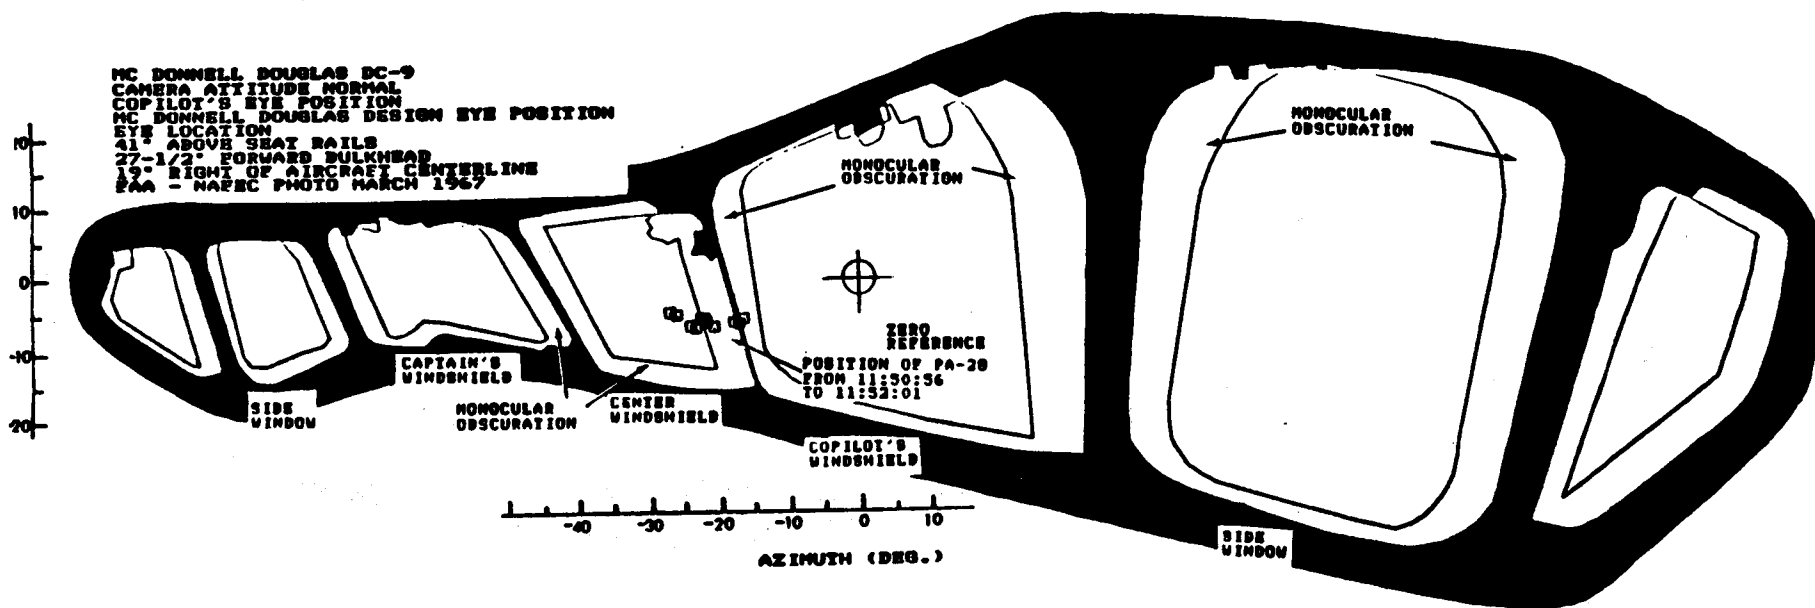 MC DONNELL DOUGLAS DC-9
CAMERA ATTITUDE NORMAL
COPILOT'S EYE POSITION
MC DONNELL DOUGLAS DESIGN EYE POSITION
EYE LOCATION
41" ABOVE SEAT RAILS
27-1/2" FORWARD BULKHEAD
19" RIGHT OF AIRCRAFT CENTERLINE
FAA - NAFEC PHOTO MARCH 1967
MONOCULAR
OBSCURATION
MONOCULAR
OBSCURATION
10
10
0
-10
-20
ZERO
REFERENCE
POSITION OF PA-28
FROM 11:50:56
TO 11:52:01
CAPTAIN'S
WINDSHIELD
SIDE
WINDOW
MONOCULAR
OBSCURATION
CENTER
WINDSHIELD
COPILOT'S
WINDSHIELD
SIDE
WINDOW
-40 -30 -20 -10 0 10
AZIMUTH (DEG.)